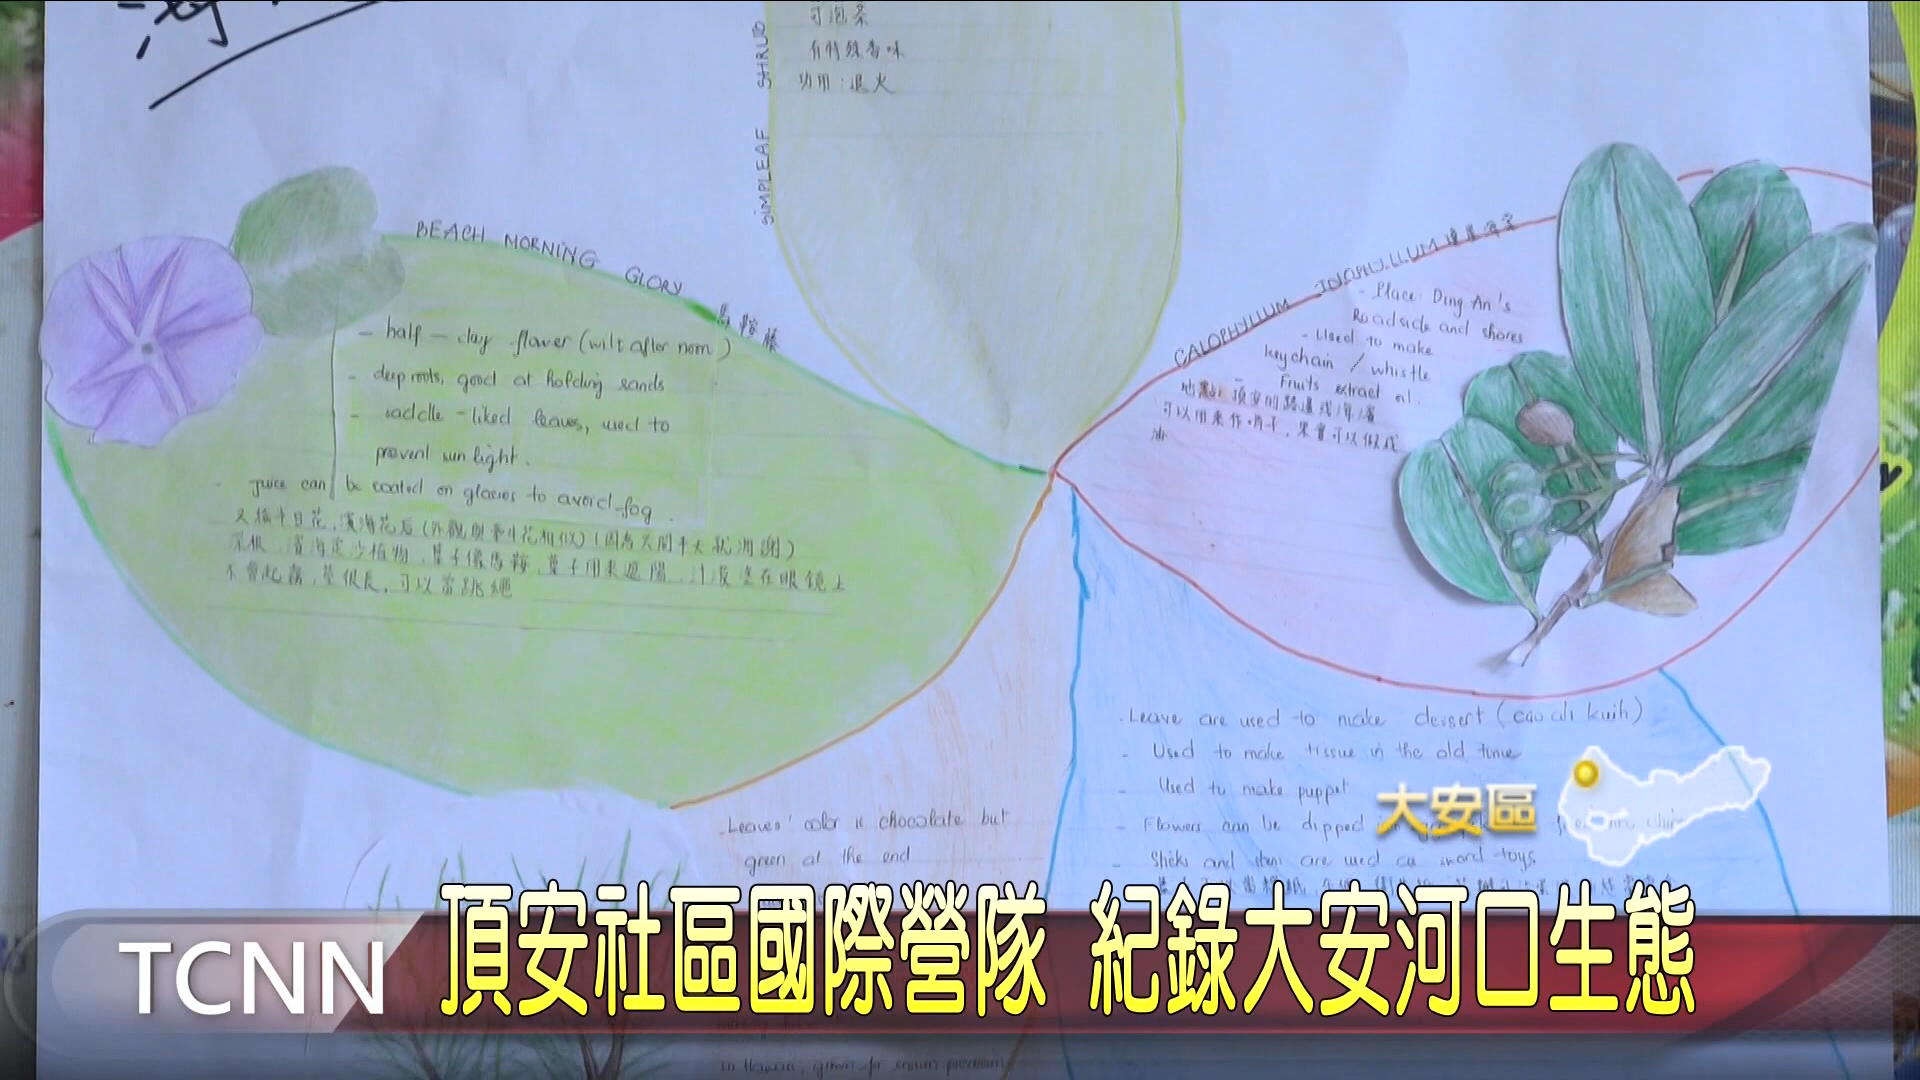 可泡茶
有特殊香味
功用：退火
SIMPLEAF SHRUB
BEACH MORNING GLORY 馬鞍藤
- half - day flower (wilt after noon)
- deep roots, good at holding sands
- saddle - liked leaves, used to
prevent sun light.
- juice can be coated on glasses to avoid fog.
又稱半日花,濱海花后(外觀與牽牛花相似)(因為只開半天就凋謝)
深根,濱海定沙植物,葉子像馬鞍,葉子用來遮陽,汁液塗在眼鏡上
不會起霧,莖很長,可以當跳繩
CALOPHYLLUM INOPHYLLUM
- Place: Ding An's
Roadside and shores
- Used to make
keychain / whistle
- Fruits extract oil.
地點: 頂安的路邊或海濱
可以用來作哨子,果實可以做成
油
- Leave are used to make dessert (cao ali kuih)
- Used to make tissue in the old time
- Used to make puppet
- Flowers can be dipped in
- Sticks and stem are used as sword toys
- Leaves' color is chocolate but
green at the end
大安區
TCNN
頂安社區國際營隊 紀錄大安河口生態
in Hawaii, grown for